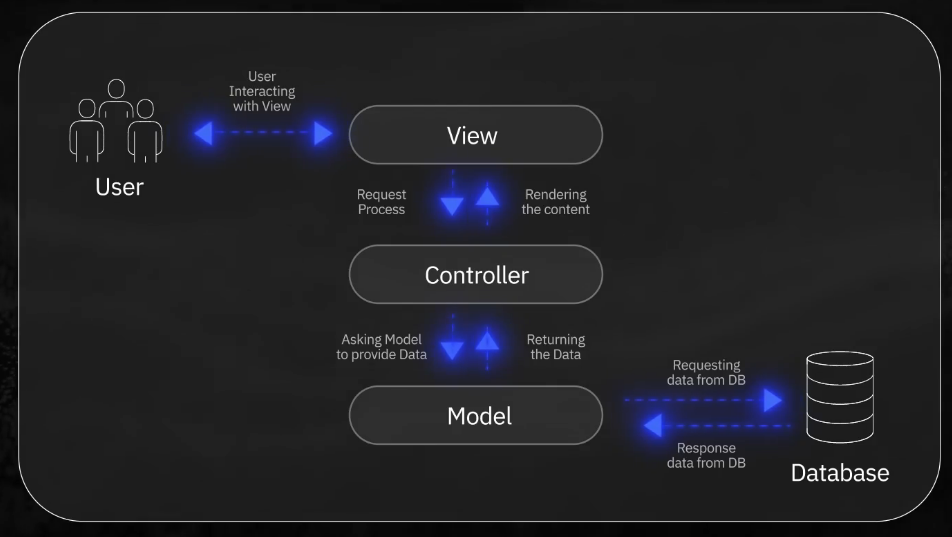 User
Interacting
with View
View
User
Request
Process
Rendering
the content
Controller
Asking Model
to provide Data
Returning
the Data
Requesting
data from DB
Model
Response
data from DB
Database